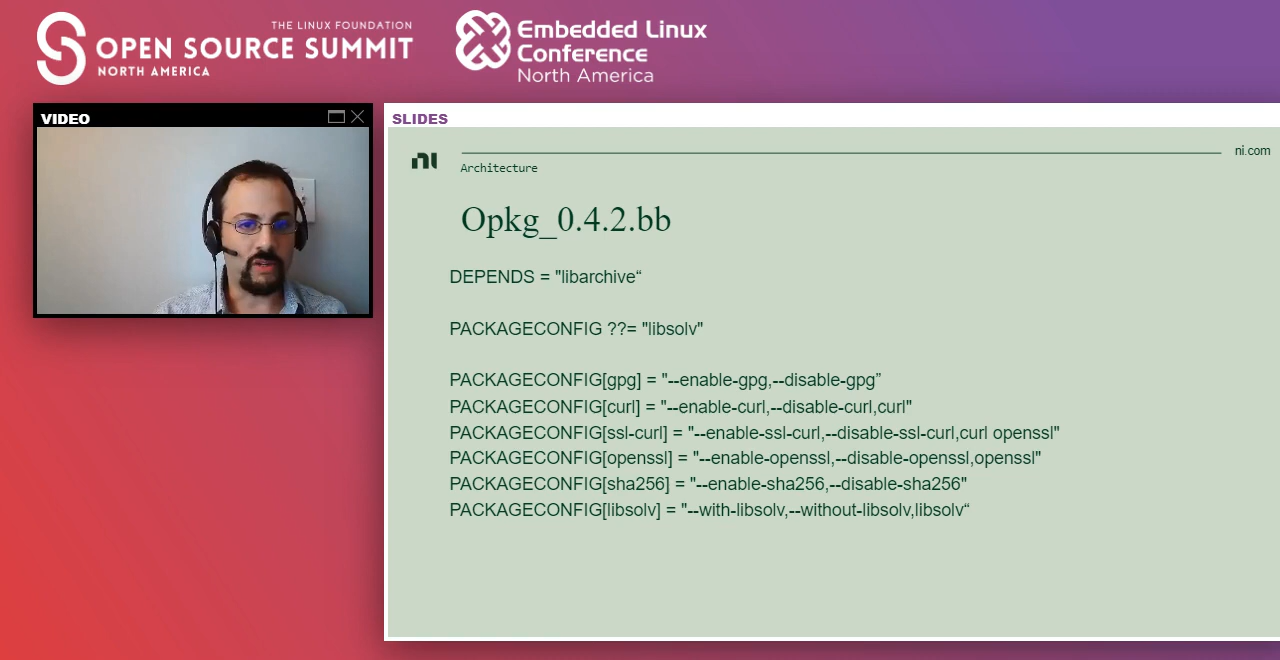 THE LINUX FOUNDATION
OPEN SOURCE SUMMIT
NORTH AMERICA
Embedded Linux
Conference
North America
VIDEO
SLIDES
ni
ni.com
Architecture
Opkg_0.4.2.bb
DEPENDS = "libarchive“
PACKAGECONFIG ??= "libsolv"
PACKAGECONFIG[gpg] = "--enable-gpg,--disable-gpg”
PACKAGECONFIG[curl] = "--enable-curl,--disable-curl,curl"
PACKAGECONFIG[ssl-curl] = "--enable-ssl-curl,--disable-ssl-curl,curl openssl"
PACKAGECONFIG[openssl] = "--enable-openssl,--disable-openssl,openssl"
PACKAGECONFIG[sha256] = "--enable-sha256,--disable-sha256"
PACKAGECONFIG[libsolv] = "--with-libsolv,--without-libsolv,libsolv“